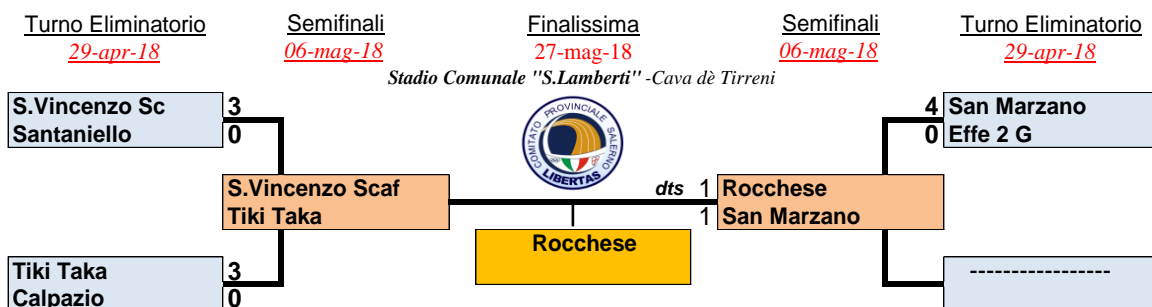 Turno Eliminatorio
29-apr-18
Semifinali
06-mag-18
Finalissima
27-mag-18
Semifinali
06-mag-18
Turno Eliminatorio
29-apr-18
Stadio Comunale "S.Lamberti" -Cava dè Tirreni
S.Vincenzo Sc 3
Santaniello 0
COMITATO PROVINCIALE SALERNO
LIBERTAS
4 San Marzano
0 Effe 2 G
S.Vincenzo Scaf
Tiki Taka
dts 1 Rocchese
1 San Marzano
Rocchese
Tiki Taka 3
Calpazio 0
-----------------